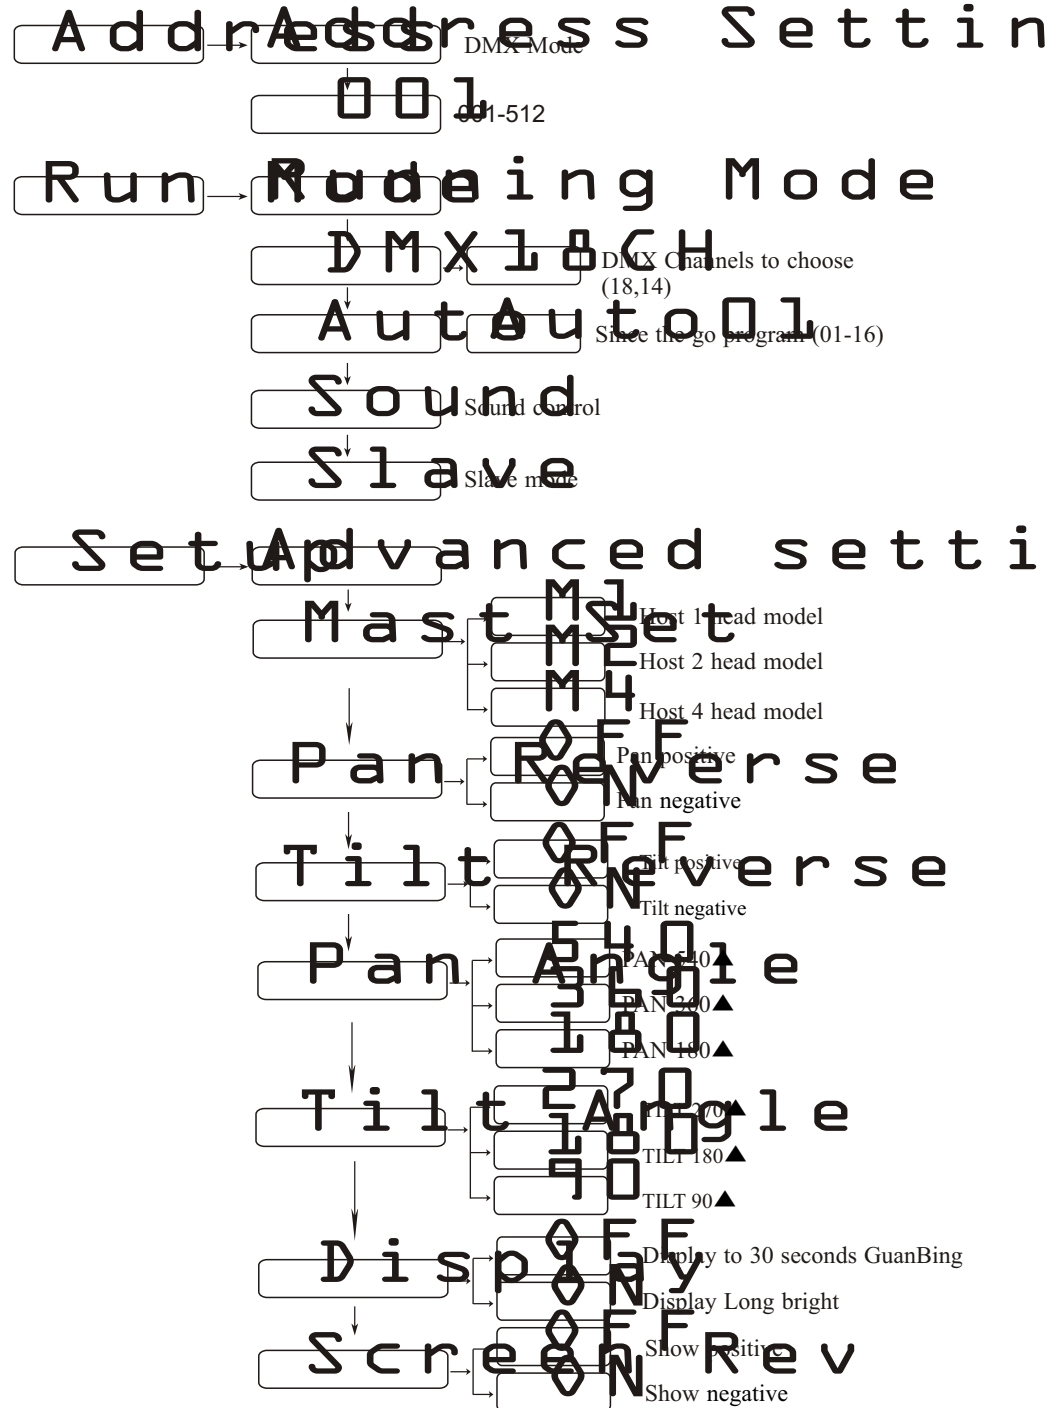 Address Address Settin
DMX Mode
001
001-512
Run Mode Running Mode
DMX 18CH
DMX Channels to choose
(18,14)
Auto Auto01
Since the go program (01-16)
Sound
Sound control
Slave
Slave mode
Setup Advanced setti
Mast Set
M1
Host 1 head model
M2
Host 2 head model
M4
Host 4 head model
Pan Reverse
OFF
Pan positive
ON
Pan negative
Tilt Reverse
OFF
Tilt positive
ON
Tilt negative
Pan Angle
540
PAN 540▲
360
PAN 360▲
180
PAN 180▲
Tilt Angle
270
TILT 270▲
180
TILT 180▲
90
TILT 90▲
Display
OFF
Display to 30 seconds GuanBing
ON
Display Long bright
Screen Rev
OFF
Show positive
ON
Show negative